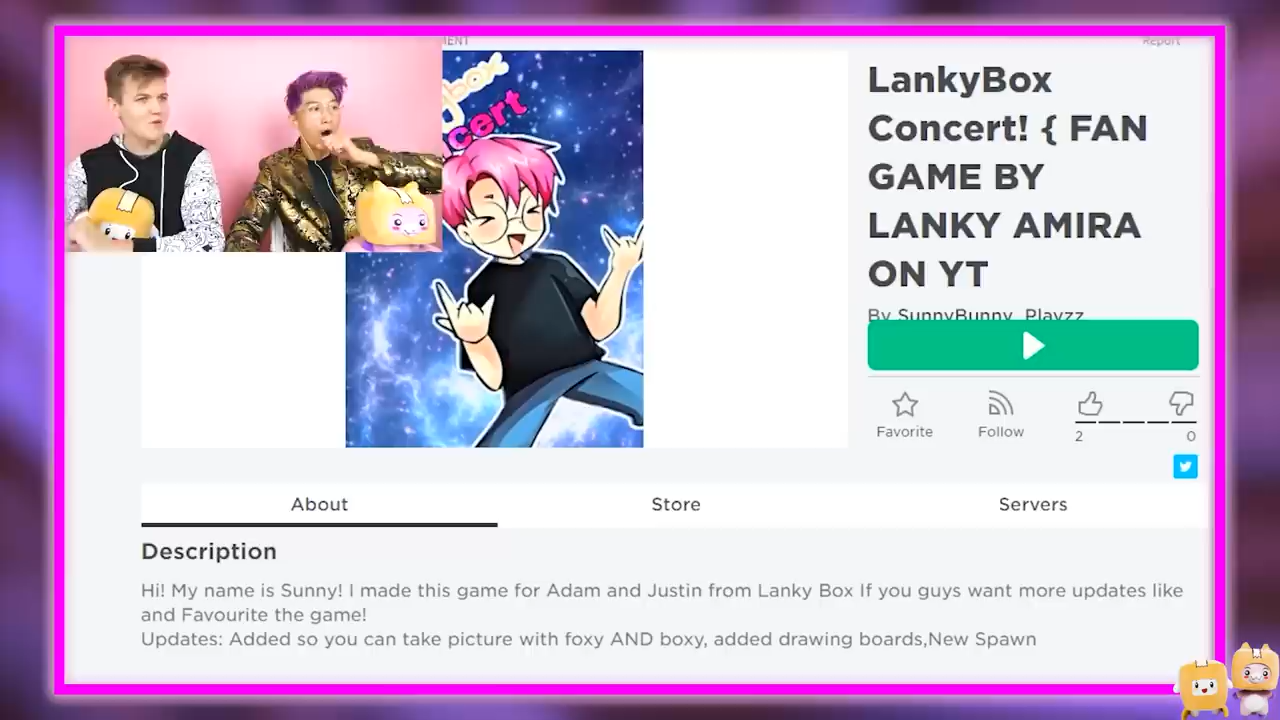 Report
LankyBox
Concert! { FAN
GAME BY
LANKY AMIRA
ON YT
By SunnyBunny_Playzz
Favorite
Follow
2
0
About
Store
Servers
Description
Hi! My name is Sunny! I made this game for Adam and Justin from Lanky Box If you guys want more updates like
and Favourite the game!
Updates: Added so you can take picture with foxy AND boxy, added drawing boards,New Spawn